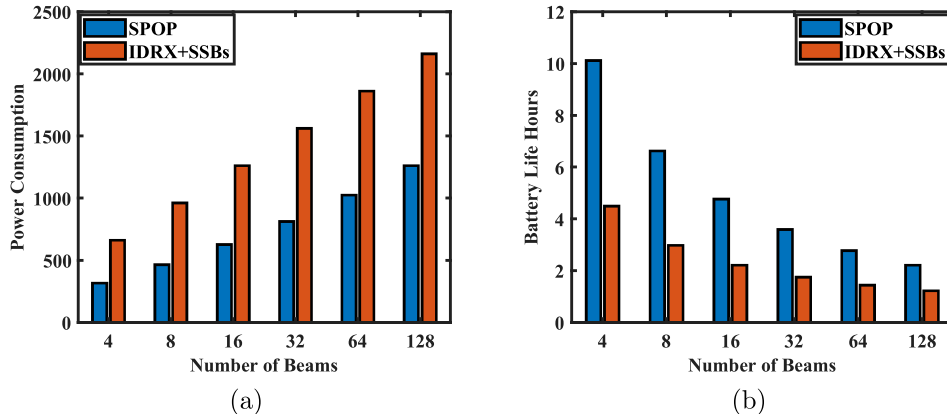 2500
2000
1500
1000
500
0
Power Consumption
SPOP
IDRX+SSBs
4 8 16 32 64 128
Number of Beams
(a)
12
10
8
6
4
2
0
Battery Life Hours
SPOP
IDRX+SSBs
4 8 16 32 64 128
Number of Beams
(b)